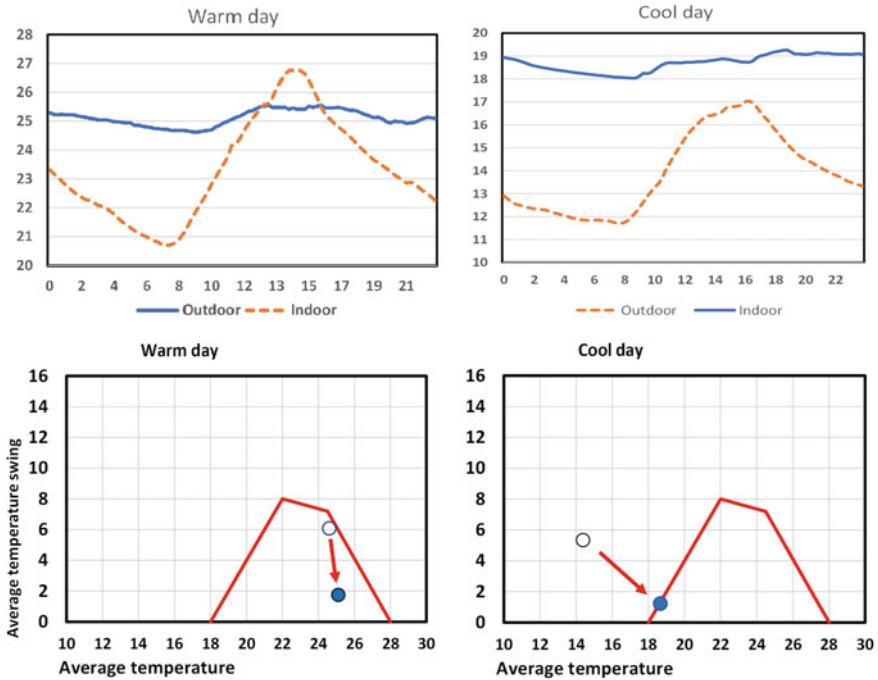 Warm day
28
27
26
25
24
23
22
21
20
0 2 4 6 8 10 13 15 17 19 21
Outdoor Indoor
Cool day
20
19
18
17
16
15
14
13
12
11
10
0 2 4 6 8 10 12 14 16 18 20 22
Outdoor Indoor
Warm day
Average temperature swing
16
14
12
10
8
6
4
2
0
10 12 14 16 18 20 22 24 26 28 30
Average temperature
Cool day
16
14
12
10
8
6
4
2
0
10 12 14 16 18 20 22 24 26 28 30
Average temperature